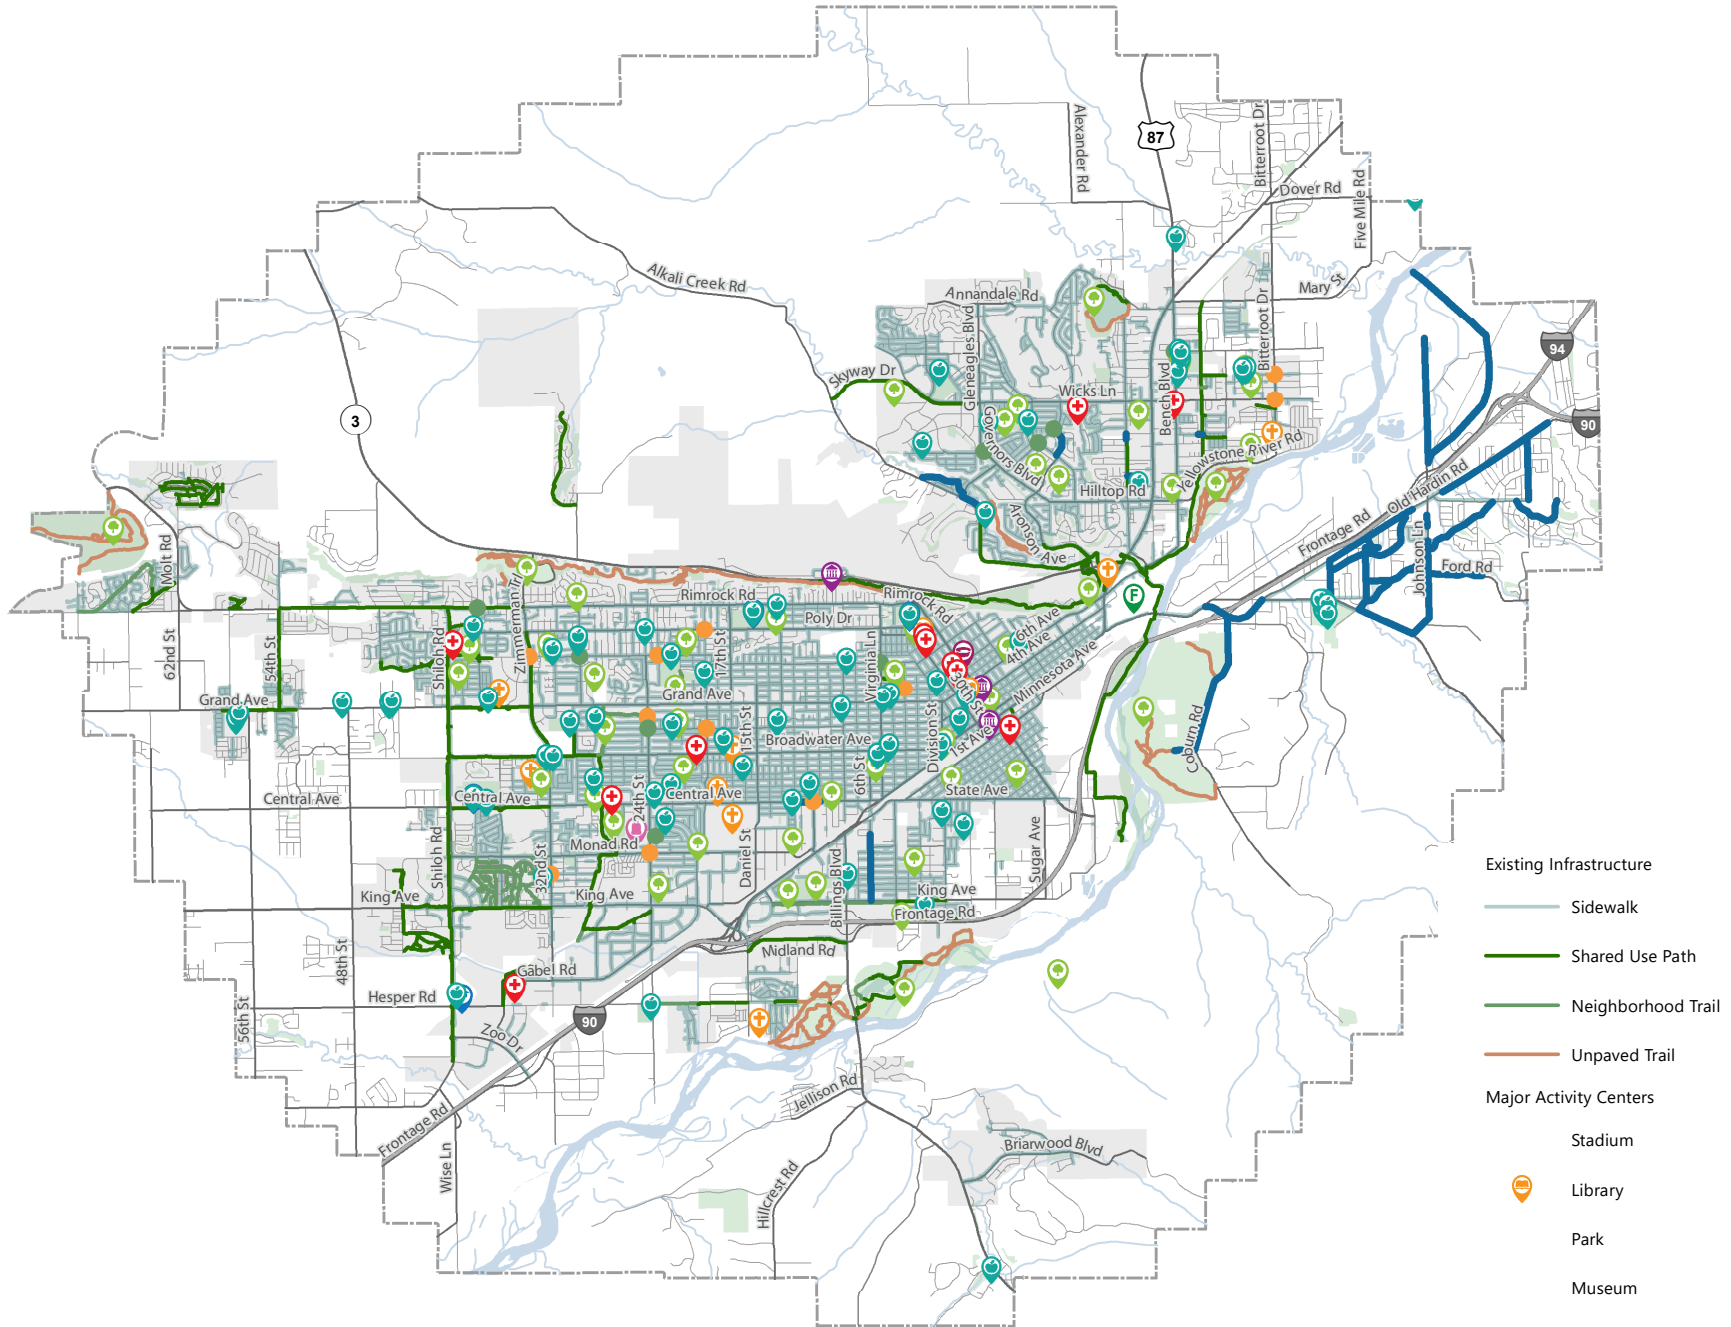 Alexander Rd
87
Bitterroot Dr
Dover Rd
Five Mile Rd
Alkali Creek Rd
Annandale Rd
Mary St
Gleneagles Blvd
Bitterroot Dr
94
Skyway Dr
Wicks Ln
Bench Blvd
3
90
Governors Blvd
Yellowstone River Rd
Hilltop Rd
Old Hardin Rd
Aronson Ave
Frontage Rd
Johnson Ln
Molt Rd
Ford Rd
Zimmerman Trl
Rimrock Rd
Rimrock Rd
F
Poly Dr
6th Ave
4th Ave
62nd St
54th St
Shiloh Rd
17th St
Virginia Ln
Minnesota Ave
Grand Ave
Grand Ave
30th St
15th St
Broadwater Ave
Division St
1st Ave
Coburn Rd
6th St
Central Ave
Central Ave
24th St
Central Ave
State Ave
Shiloh Rd
Monad Rd
Daniel St
Sugar Ave
32nd St
Billings Blvd
King Ave
King Ave
King Ave
Frontage Rd
48th St
Midland Rd
Gabel Rd
Hesper Rd
56th St
90
Zoo Dr
Jellison Rd
Frontage Rd
Wise Ln
Briarwood Blvd
Hillcrest Rd
Existing Infrastructure
Sidewalk
Shared Use Path
Neighborhood Trail
Unpaved Trail
Major Activity Centers
Stadium
Library
Park
Museum